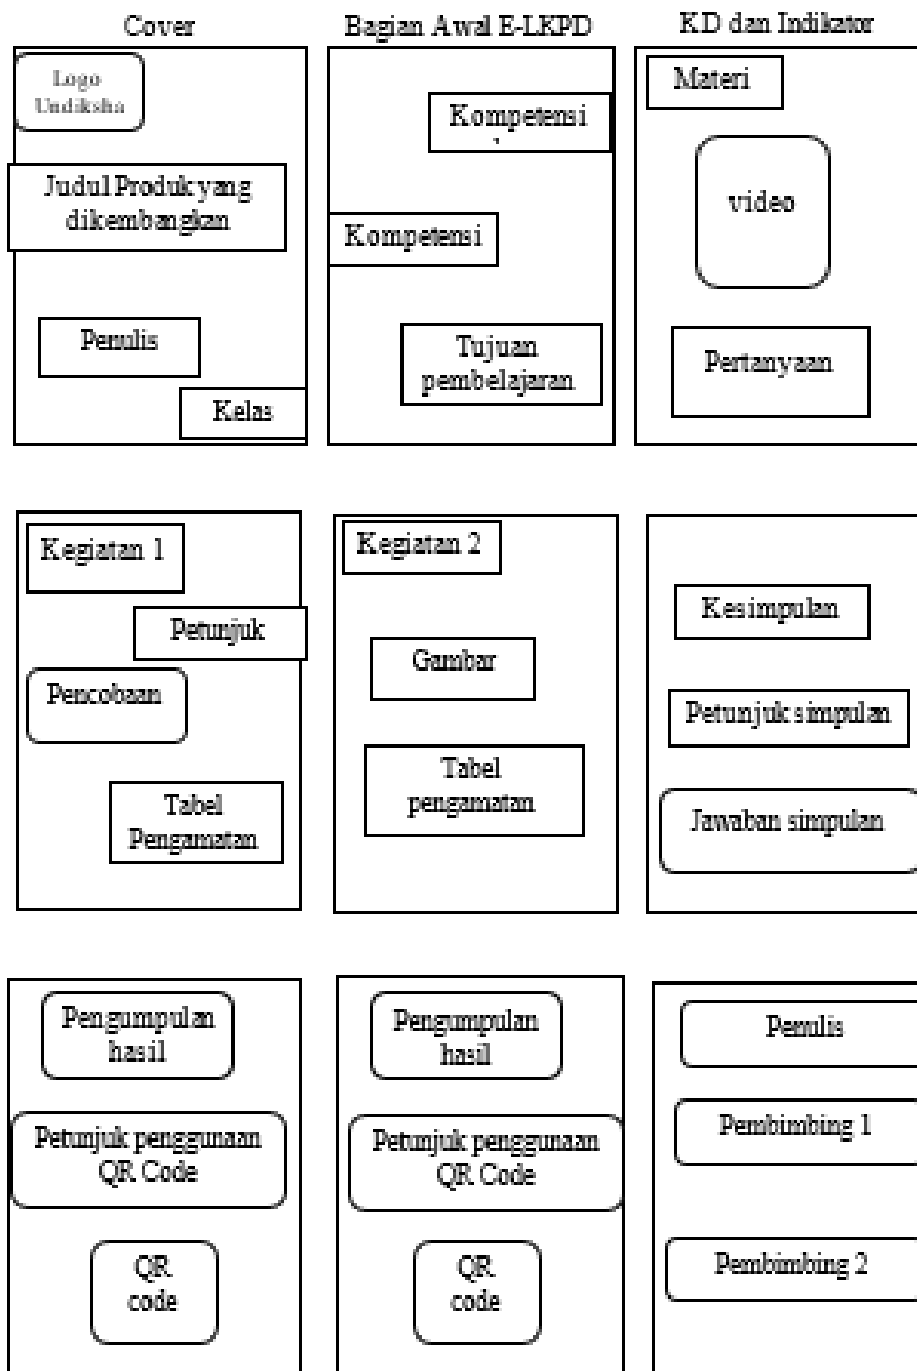 Cover
Logo
Undiksha
Judul Produk yang
dikembangkan
Penulis
Kelas
Bagian Awal E-LKPD
Kompetensi
Kompetensi
Tujuan
pembelajaran
KD dan Indikator
Materi
video
Pertanyaan
Kegiatan 1
Petunjuk
Pencobaan
Tabel
Pengamatan
Kegiatan 2
Gambar
Tabel
pengamatan
Kesimpulan
Petunjuk simpulan
Jawaban simpulan
Pengumpulan
hasil
Petunjuk penggunaan
QR Code
QR
code
Pengumpulan
hasil
Petunjuk penggunaan
QR Code
QR
code
Penulis
Pembimbing 1
Pembimbing 2